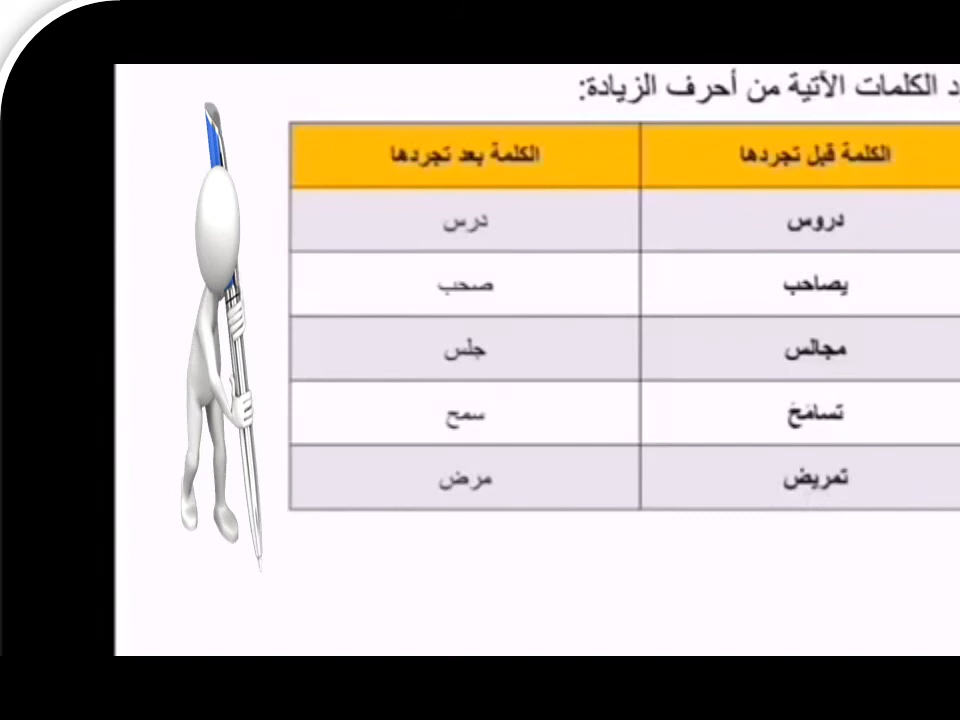 الكلمات الآتية من أحرف الزيادة:
الكلمة قبل تجردها الكلمة بعد تجردها
دروس درس
يصاحب صحب
مجالس جلس
تسامَحَ سمح
تمريض مرض